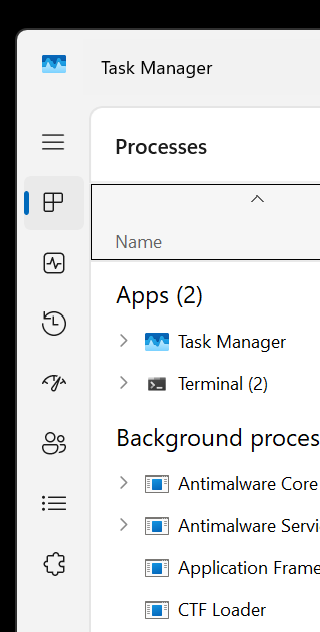 Task Manager
Processes
Name
Apps (2)
Task Manager
Terminal (2)
Background proces
Antimalware Core
Antimalware Servi
Application Frame
CTF Loader